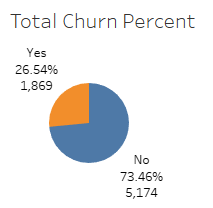 Total Churn Percent
Yes
26.54%
1,869
No
73.46%
5,174